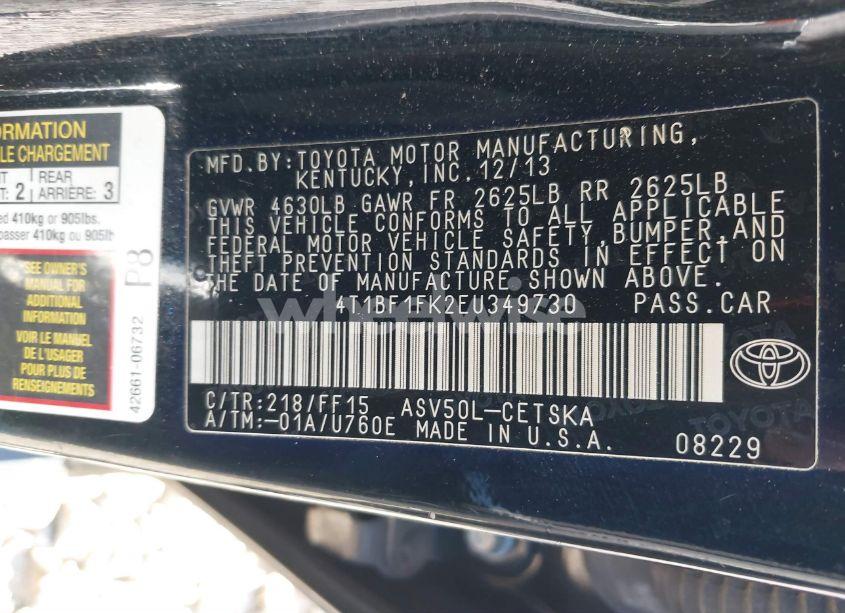 ORMATION
LE CHARGEMENT
T REAR
T: 2 ARRIÈRE: 3
ed 410kg or 905lbs.
passer 410kg ou 905lb
SEE OWNER'S
MANUAL FOR
ADDITIONAL
INFORMATION
VOIR LE MANUEL
DE L'USAGER
POUR PLUS DE
RENSEIGNEMENTS
P8
42661-06732
MFD.BY:TOYOTA MOTOR MANUFACTURING,
KENTUCKY, INC.12/13
GVWR 4630LB GAWR FR 2625LB RR 2625LB
THIS VEHICLE CONFORMS TO ALL APPLICABLE
FEDERAL MOTOR VEHICLE SAFETY,BUMPER,AND
THEFT PREVENTION STANDARDS IN EFFECT ON
THE DATE OF MANUFACTURE SHOWN ABOVE.
4T1BF1FK2EU349730 PASS.CAR
wheelwise
C/TR:218/FF15 ASV50L-CETSKA
A/TM:-01A/U760E MADE IN U.S.A.
08229
TOYOTA